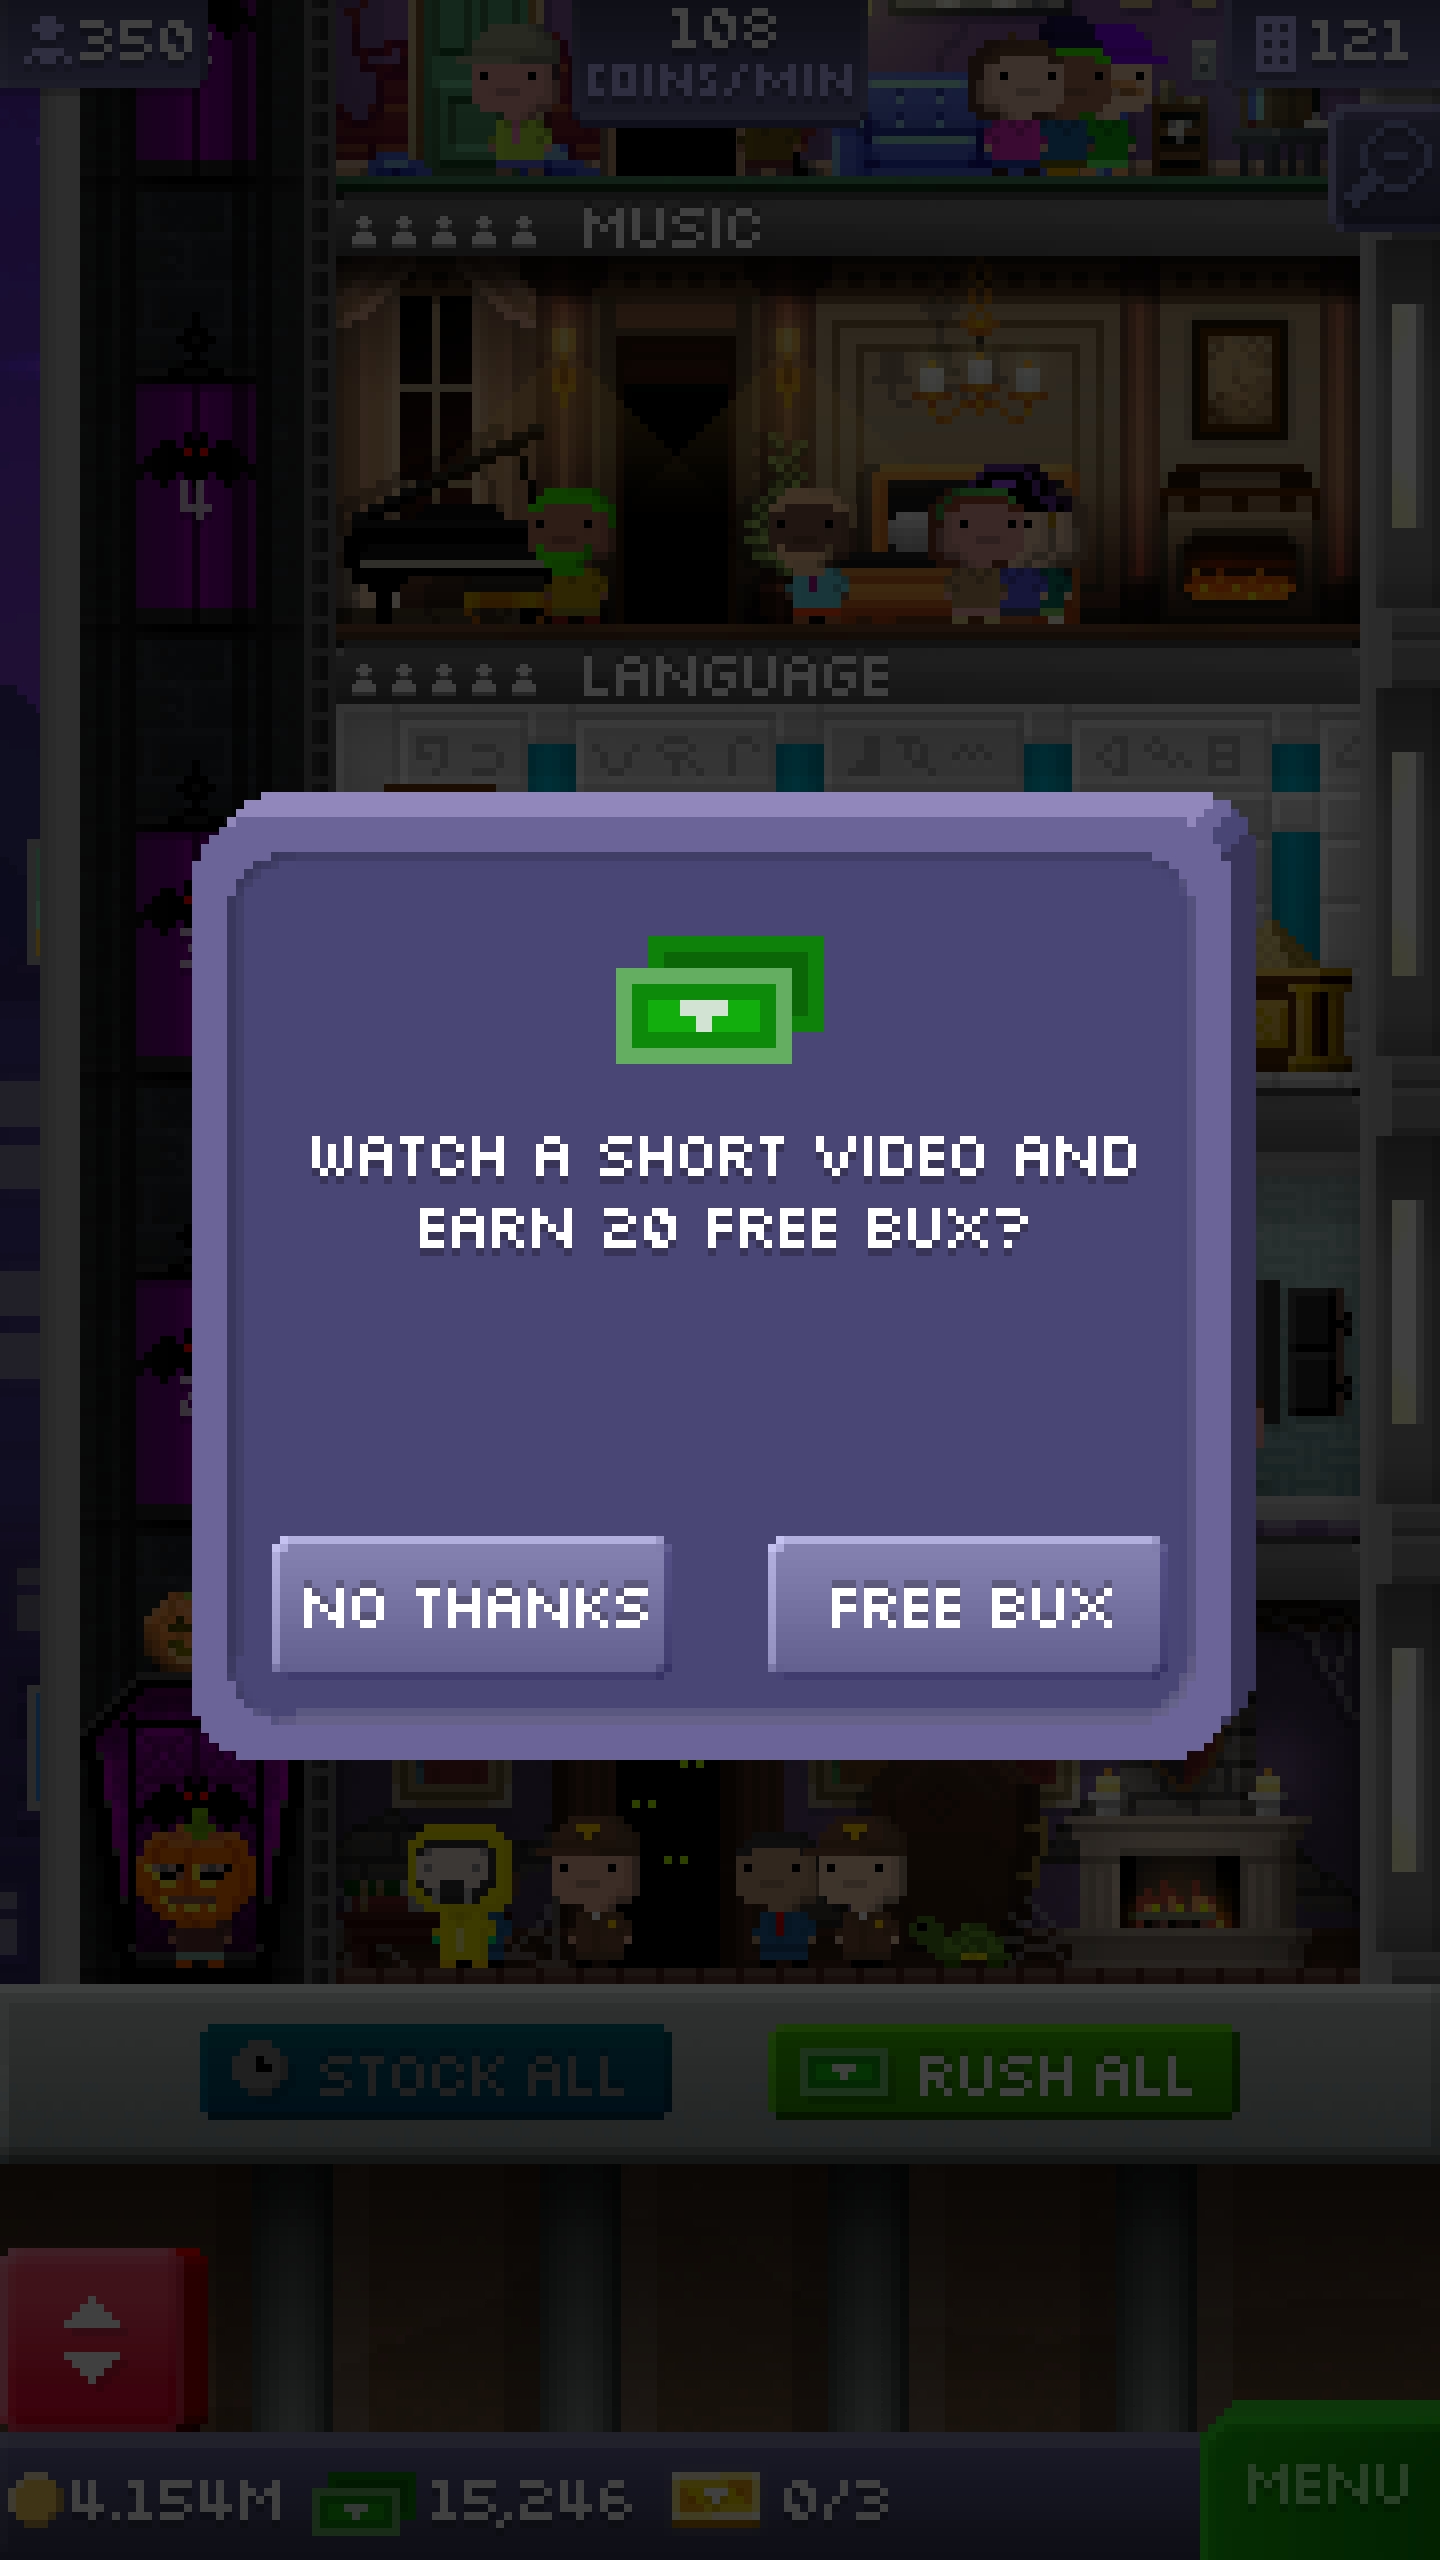 350
108
COINS/MIN
121
MUSIC
4
LANGUAGE
WATCH A SHORT VIDEO AND
EARN 20 FREE BUX?
NO THANKS
FREE BUX
STOCK ALL
RUSH ALL
4.154M
15,246
0/3
MENU